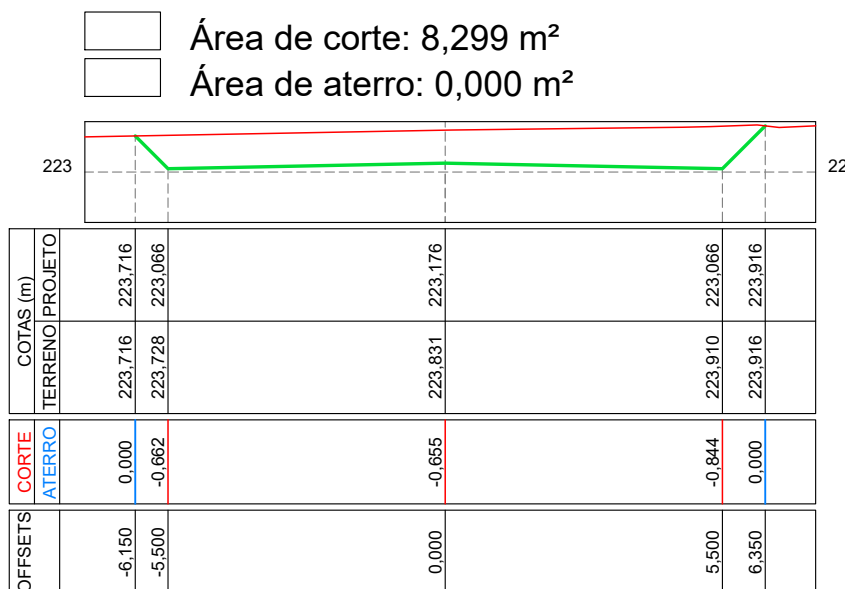 Área de corte: 8,299 m²
Área de aterro: 0,000 m²
223
22
COTAS (m)
PROJETO
223,716
223,066
223,176
223,066
223,916
TERRENO
223,716
223,728
223,831
223,910
223,916
CORTE
ATERRO
0,000
-0,662
-0,655
-0,844
0,000
OFFSETS
-6,150
-5,500
0,000
5,500
6,350